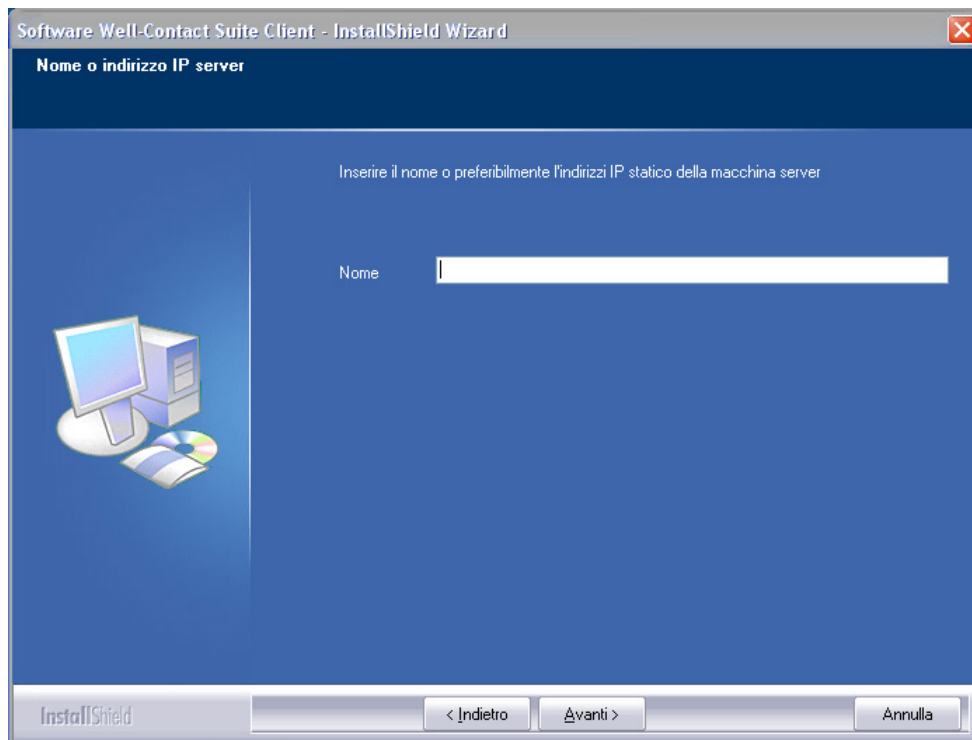 Software Well-Contact Suite Client - InstallShield Wizard
Nome o indirizzo IP server
Inserire il nome o preferibilmente l'indirizzi IP statico della macchina server
Nome
InstallShield
< Indietro
Avanti >
Annulla